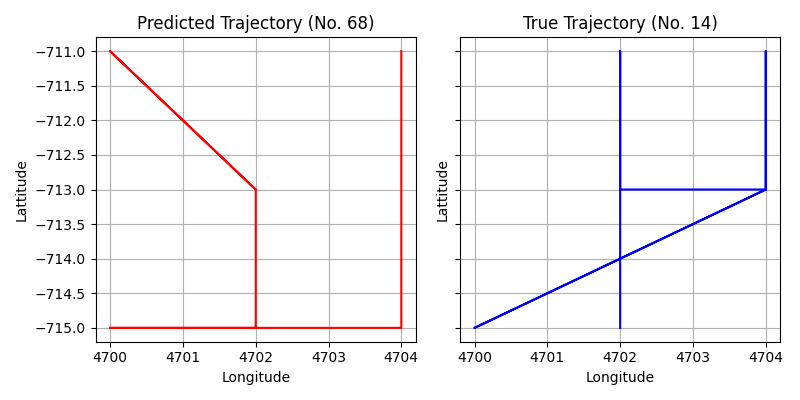 Predicted Trajectory (No. 68)
True Trajectory (No. 14)
−711.0
−711.5
−712.0
−712.5
−713.0
−713.5
−714.0
−714.5
−715.0
Lattitude
Lattitude
4700 4701 4702 4703 4704
4700 4701 4702 4703 4704
Longitude
Longitude